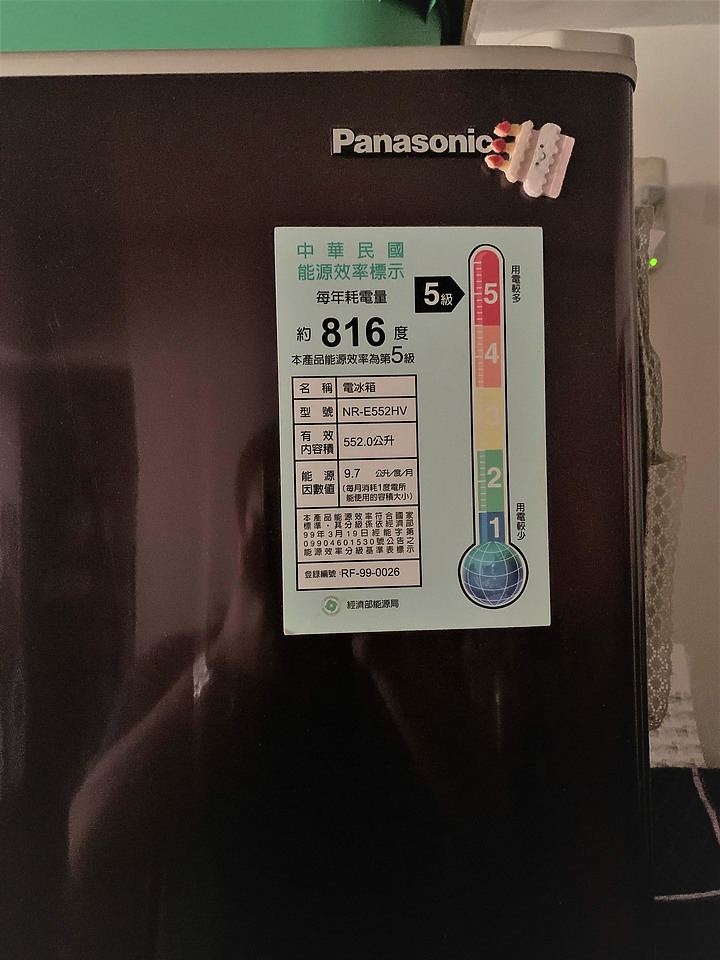 Panasonic
中華民國
能源效率標示
每年耗電量
約 816 度
本產品能源效率為第5級
5級
名稱 電冰箱
型號 NR-E552HV
有效內容積 552.0公升
能源因數值 9.7 公升/度/月
(每月消耗1度電所
能使用的容積大小)
本產品能源效率符合國家
標準,其分級係依經濟部
99年3月19日經能字第
09904601530號公告之
能源效率分級基準表標示
登錄編號:RF-99-0026
經濟部能源局
用電較多
5
4
3
2
用電較少
1